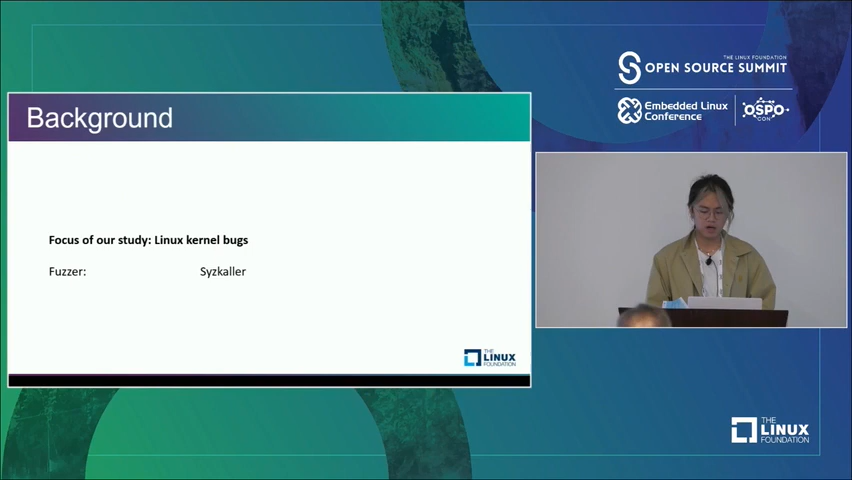 THE LINUX FOUNDATION
OPEN SOURCE SUMMIT
Embedded Linux
Conference
OSPO
CON
Background
Focus of our study: Linux kernel bugs
Fuzzer: Syzkaller
THE
LINUX
FOUNDATION
THE
LINUX
FOUNDATION